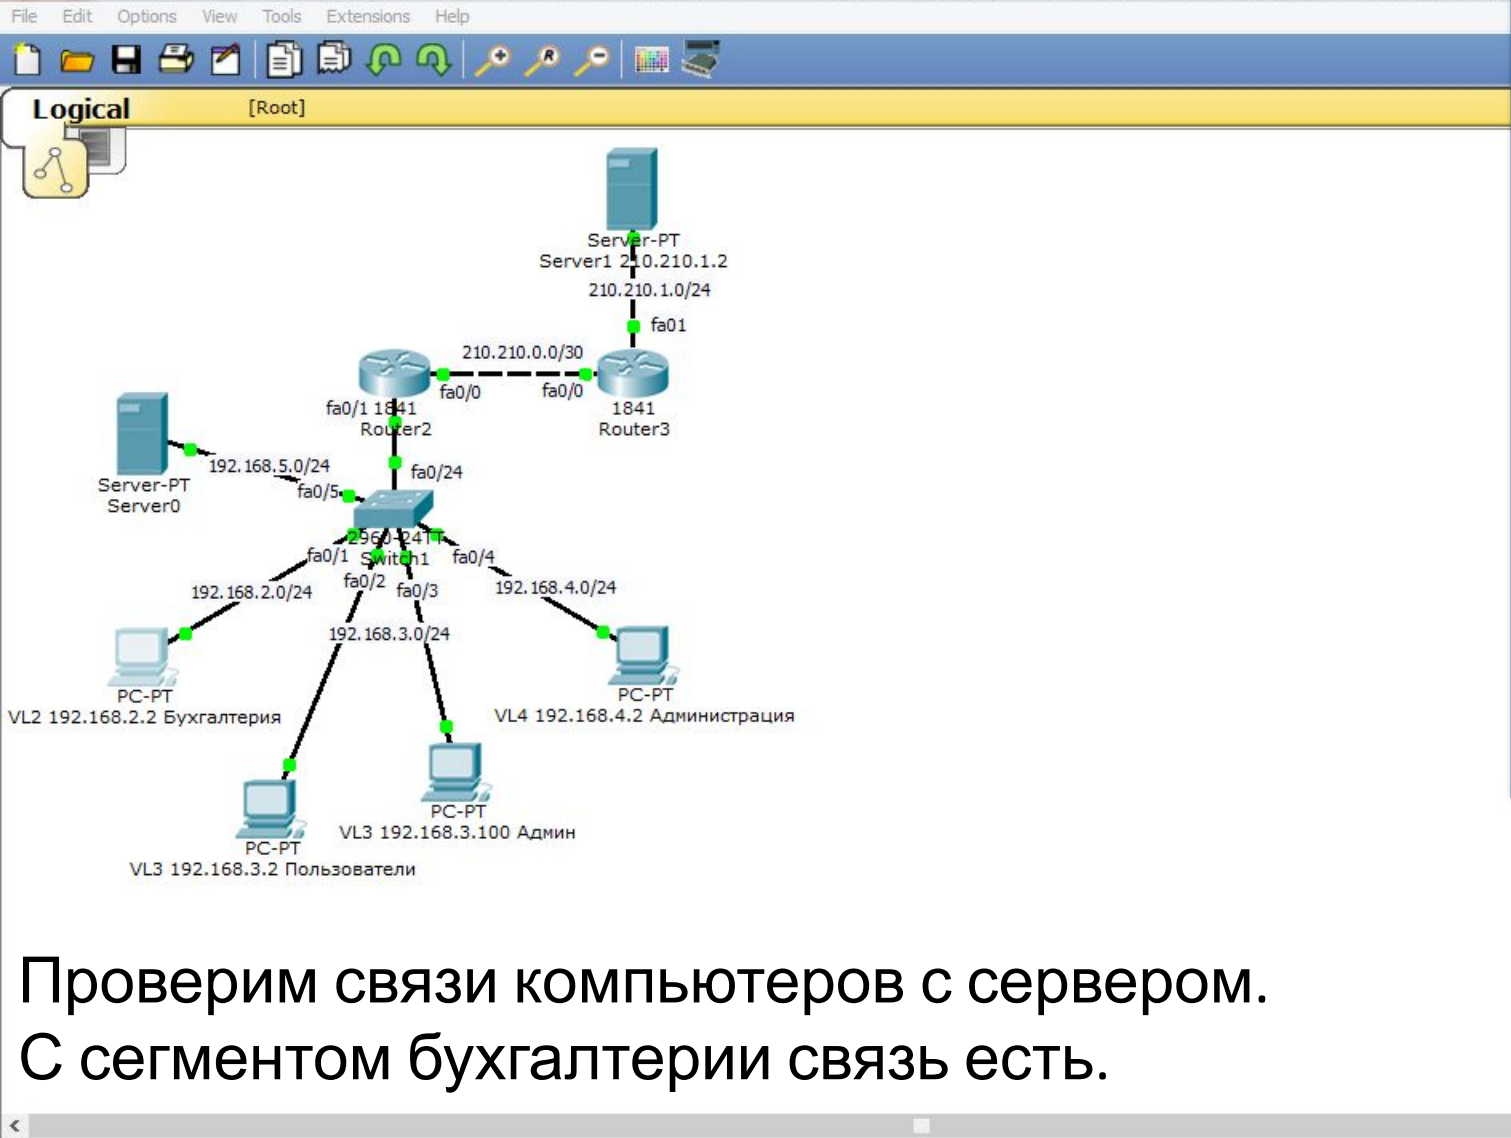 File Edit Options View Tools Extensions Help
Logical [Root]
Server-PT
Server1 210.210.1.2
210.210.1.0/24
fa01
210.210.0.0/30
fa0/0 fa0/0
fa0/1 1841
Router2
1841
Router3
192.168.5.0/24
fa0/24
Server-PT
Server0
fa0/5
2960-24TT
Switch1
fa0/1
fa0/4
fa0/2
fa0/3
192.168.2.0/24
192.168.4.0/24
192.168.3.0/24
PC-PT
VL2 192.168.2.2 Бухгалтерия
PC-PT
VL4 192.168.4.2 Администрация
PC-PT
VL3 192.168.3.100 Админ
PC-PT
VL3 192.168.3.2 Пользователи
Проверим связи компьютеров с сервером.
С сегментом бухгалтерии связь есть.